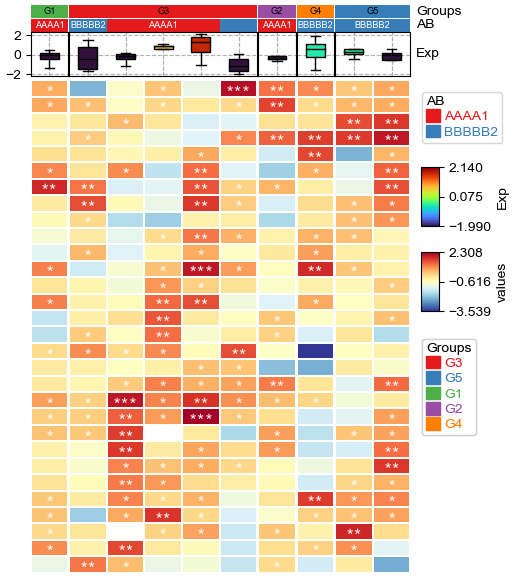 G1 G3 G2 G4 G5 Groups
AAAA1 BBBBB2 AAAA1 AAAA1 BBBBB2 BBBBB2 AB
2
0
−2
Exp
AB
AAAA1
BBBBB2
2.140
0.075
−1.990
Exp
2.308
−0.616
−3.539
values
Groups
G3
G5
G1
G2
G4